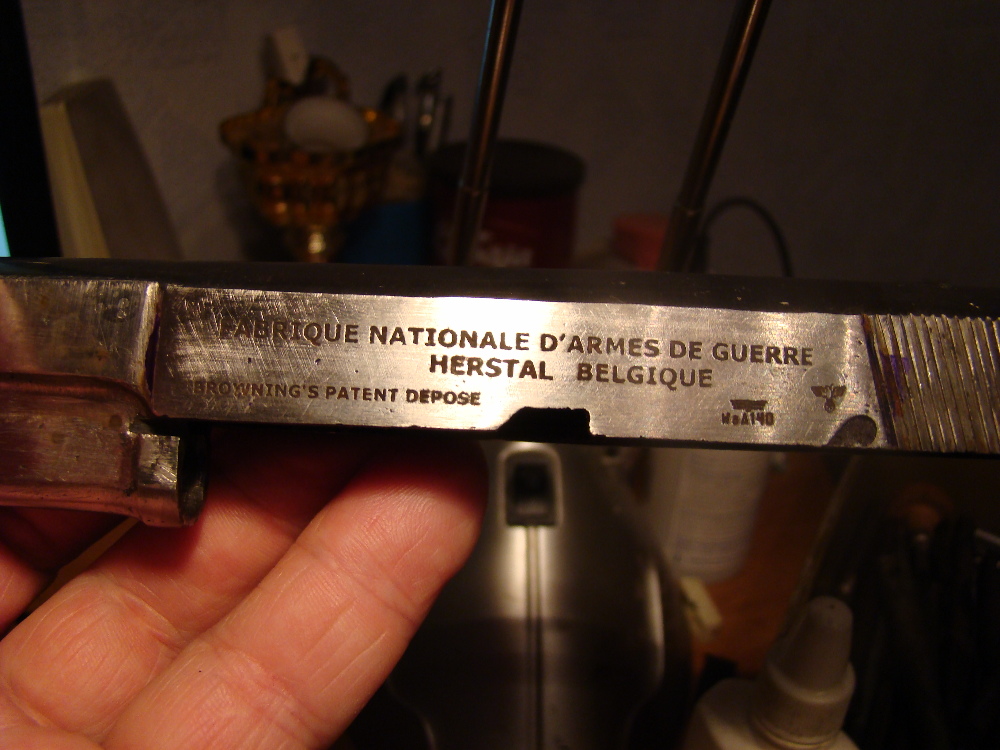 FABRIQUE NATIONALE D'ARMES DE GUERRE
HERSTAL BELGIQUE
BROWNING'S PATENT DEPOSE
WaA140